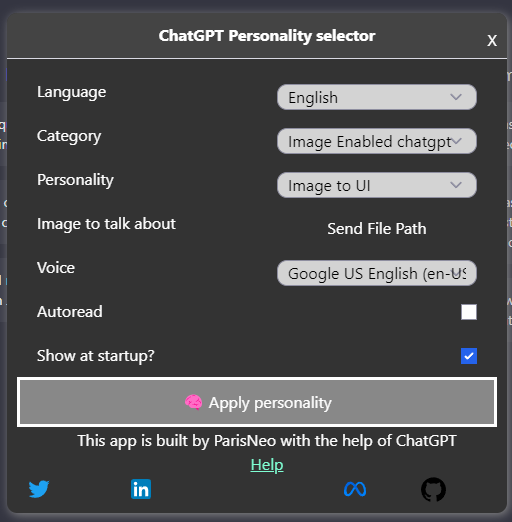 ChatGPT Personality selector
X
Language
English
Category
Image Enabled chatgpt
Personality
Image to UI
Image to talk about
Send File Path
Voice
Google US English (en-US
Autoread
Show at startup?
Apply personality
This app is built by ParisNeo with the help of ChatGPT
Help
in